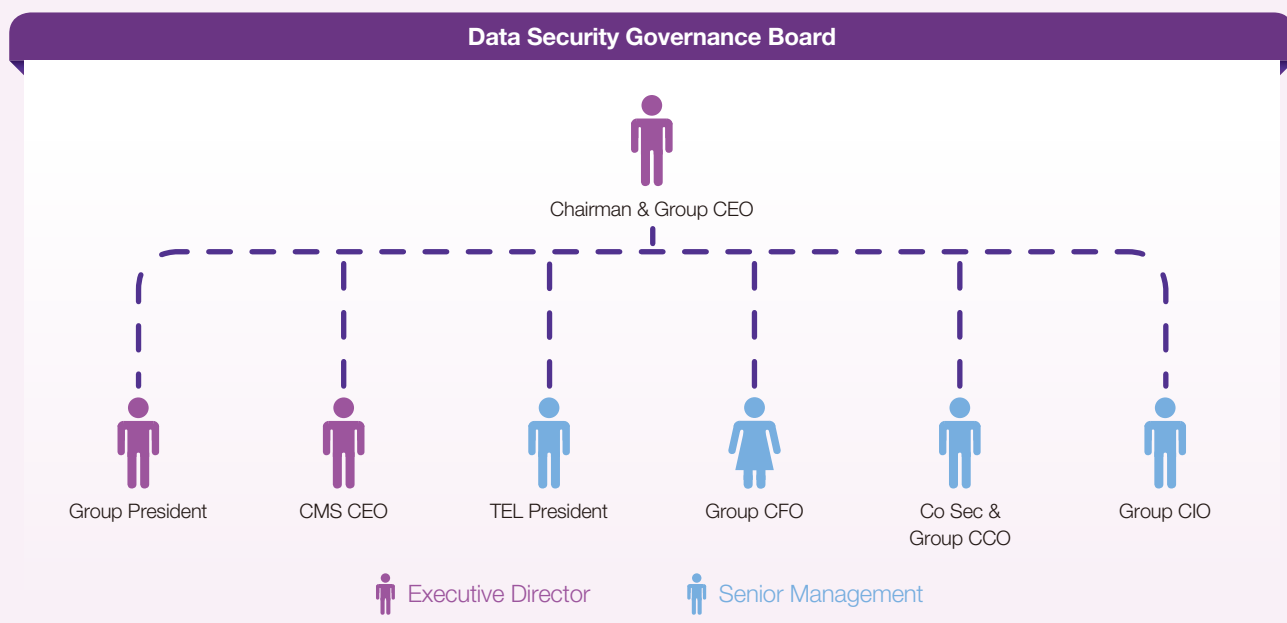 Data Security Governance Board
Chairman & Group CEO
Group President
CMS CEO
TEL President
Group CFO
Co Sec &
Group CCO
Group CIO
Executive Director
Senior Management